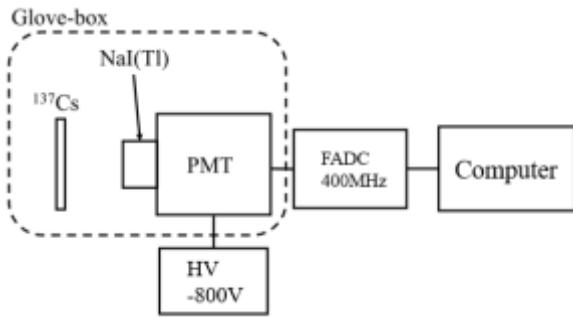 Glove-box
NaI(Tl)
¹³⁷Cs
PMT
FADC
400MHz
Computer
HV
-800V